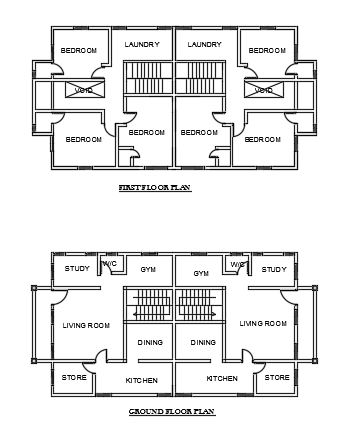 LAUNDRY LAUNDRY
BEDROOM BEDROOM
VOID VOID
BEDROOM BEDROOM
BEDROOM BEDROOM
FIRST FLOOR PLAN
W/C W/C
STUDY GYM GYM STUDY
LIVING ROOM LIVING ROOM
DINING DINING
STORE KITCHEN KITCHEN STORE
GROUND FLOOR PLAN